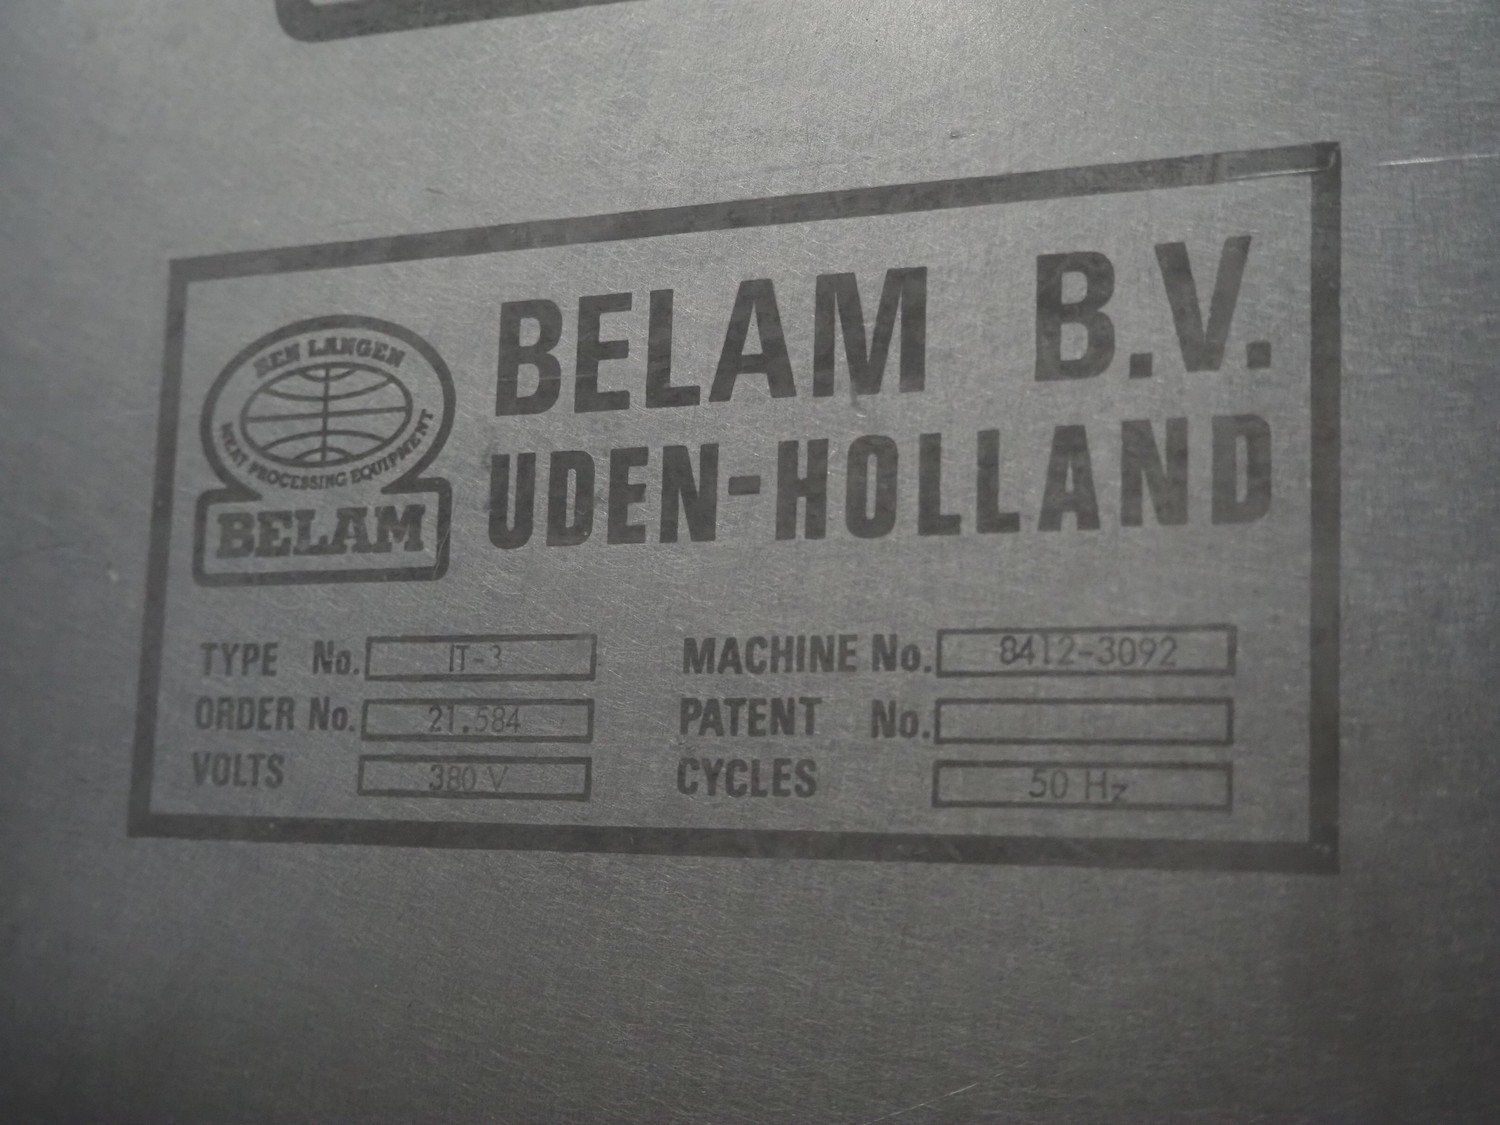 BEN LANGEN
MEAT PROCESSING EQUIPMENT
BELAM
BELAM B.V.
UDEN-HOLLAND
TYPE No. IT-3
MACHINE No. 8412-3092
ORDER No. 21.584
PATENT No.
VOLTS 380 V
CYCLES 50 Hz